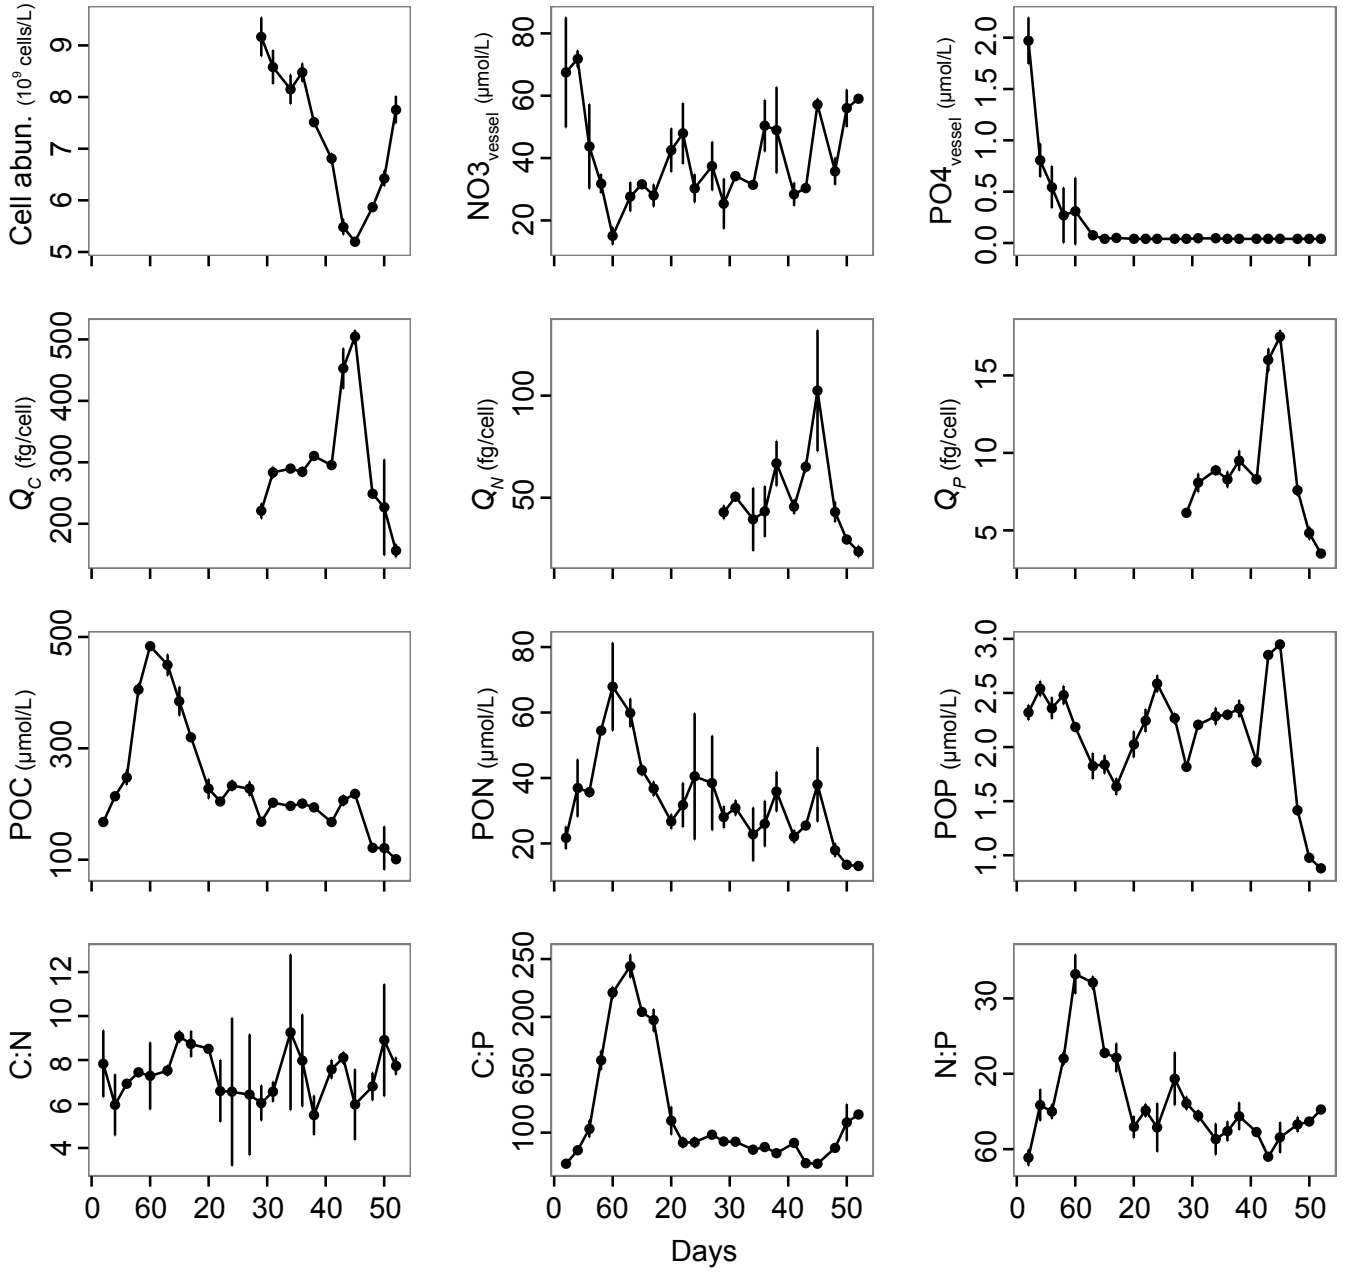 Cell abun. (10⁹ cells/L)
9
8
7
6
5
NO3vessel (µmol/L)
80
60
40
20
PO4vessel (µmol/L)
2.0
1.5
1.0
0.5
0.0
QC (fg/cell)
500
400
300
200
QN (fg/cell)
100
50
QP (fg/cell)
15
10
5
POC (µmol/L)
500
300
100
PON (µmol/L)
80
60
40
20
POP (µmol/L)
3.0
2.5
2.0
1.5
1.0
C:N
12
10
8
6
4
C:P
250
200
650
100
N:P
30
20
60
0 60 20 30 40 50
0 60 20 30 40 50
0 60 20 30 40 50
Days